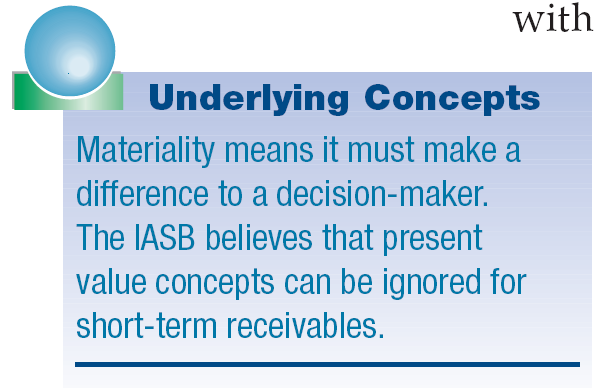 with
Underlying Concepts
Materiality means it must make a
difference to a decision-maker.
The IASB believes that present
value concepts can be ignored for
short-term receivables.